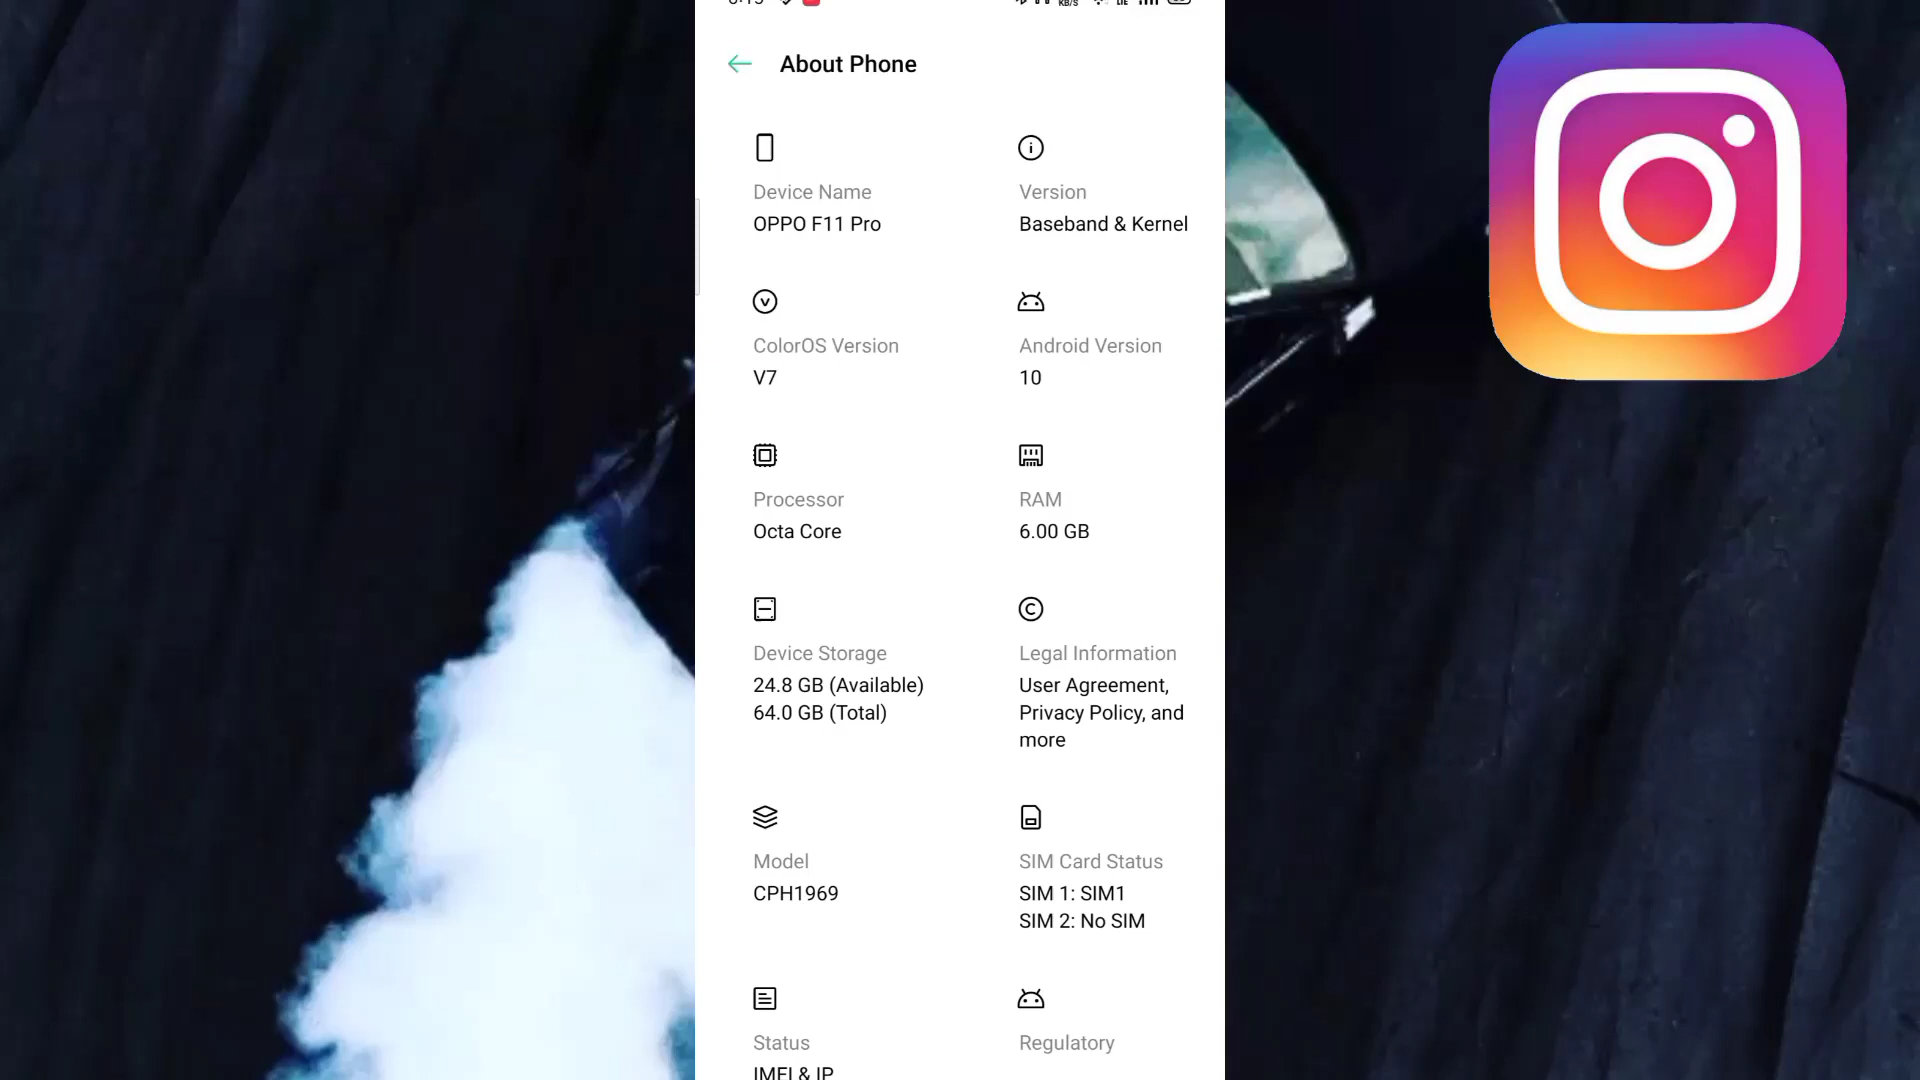 About Phone
Device Name
OPPO F11 Pro
Version
Baseband & Kernel
ColorOS Version
V7
Android Version
10
Processor
Octa Core
RAM
6.00 GB
Device Storage
24.8 GB (Available)
64.0 GB (Total)
Legal Information
User Agreement,
Privacy Policy, and
more
Model
CPH1969
SIM Card Status
SIM 1: SIM1
SIM 2: No SIM
Status
IMEI & IP
Regulatory